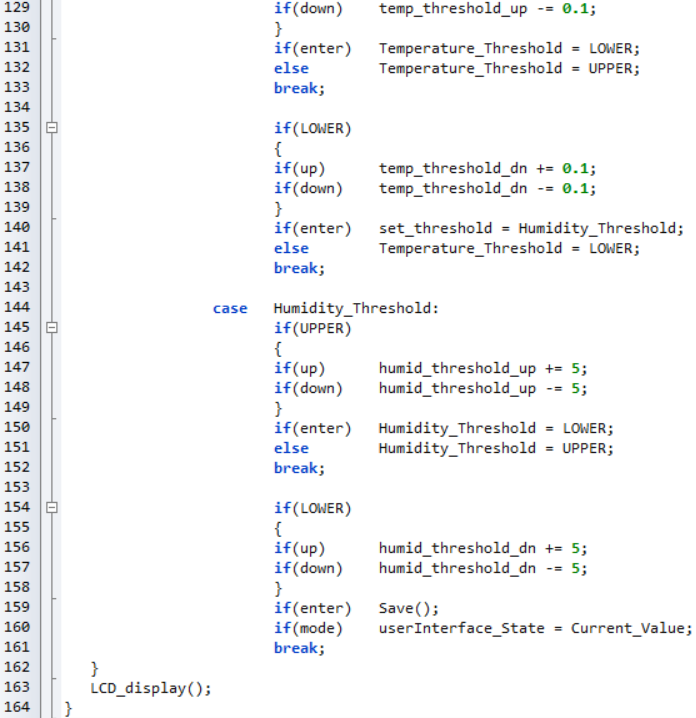 129 if(down) temp_threshold_up -= 0.1;
130 }
131 if(enter) Temperature_Threshold = LOWER;
132 else Temperature_Threshold = UPPER;
133 break;
134
135 if(LOWER)
136 {
137 if(up) temp_threshold_dn += 0.1;
138 if(down) temp_threshold_dn -= 0.1;
139 }
140 if(enter) set_threshold = Humidity_Threshold;
141 else Temperature_Threshold = LOWER;
142 break;
143
144 case Humidity_Threshold:
145 if(UPPER)
146 {
147 if(up) humid_threshold_up += 5;
148 if(down) humid_threshold_up -= 5;
149 }
150 if(enter) Humidity_Threshold = LOWER;
151 else Humidity_Threshold = UPPER;
152 break;
153
154 if(LOWER)
155 {
156 if(up) humid_threshold_dn += 5;
157 if(down) humid_threshold_dn -= 5;
158 }
159 if(enter) Save();
160 if(mode) userInterface_State = Current_Value;
161 break;
162 }
163 LCD_display();
164 }